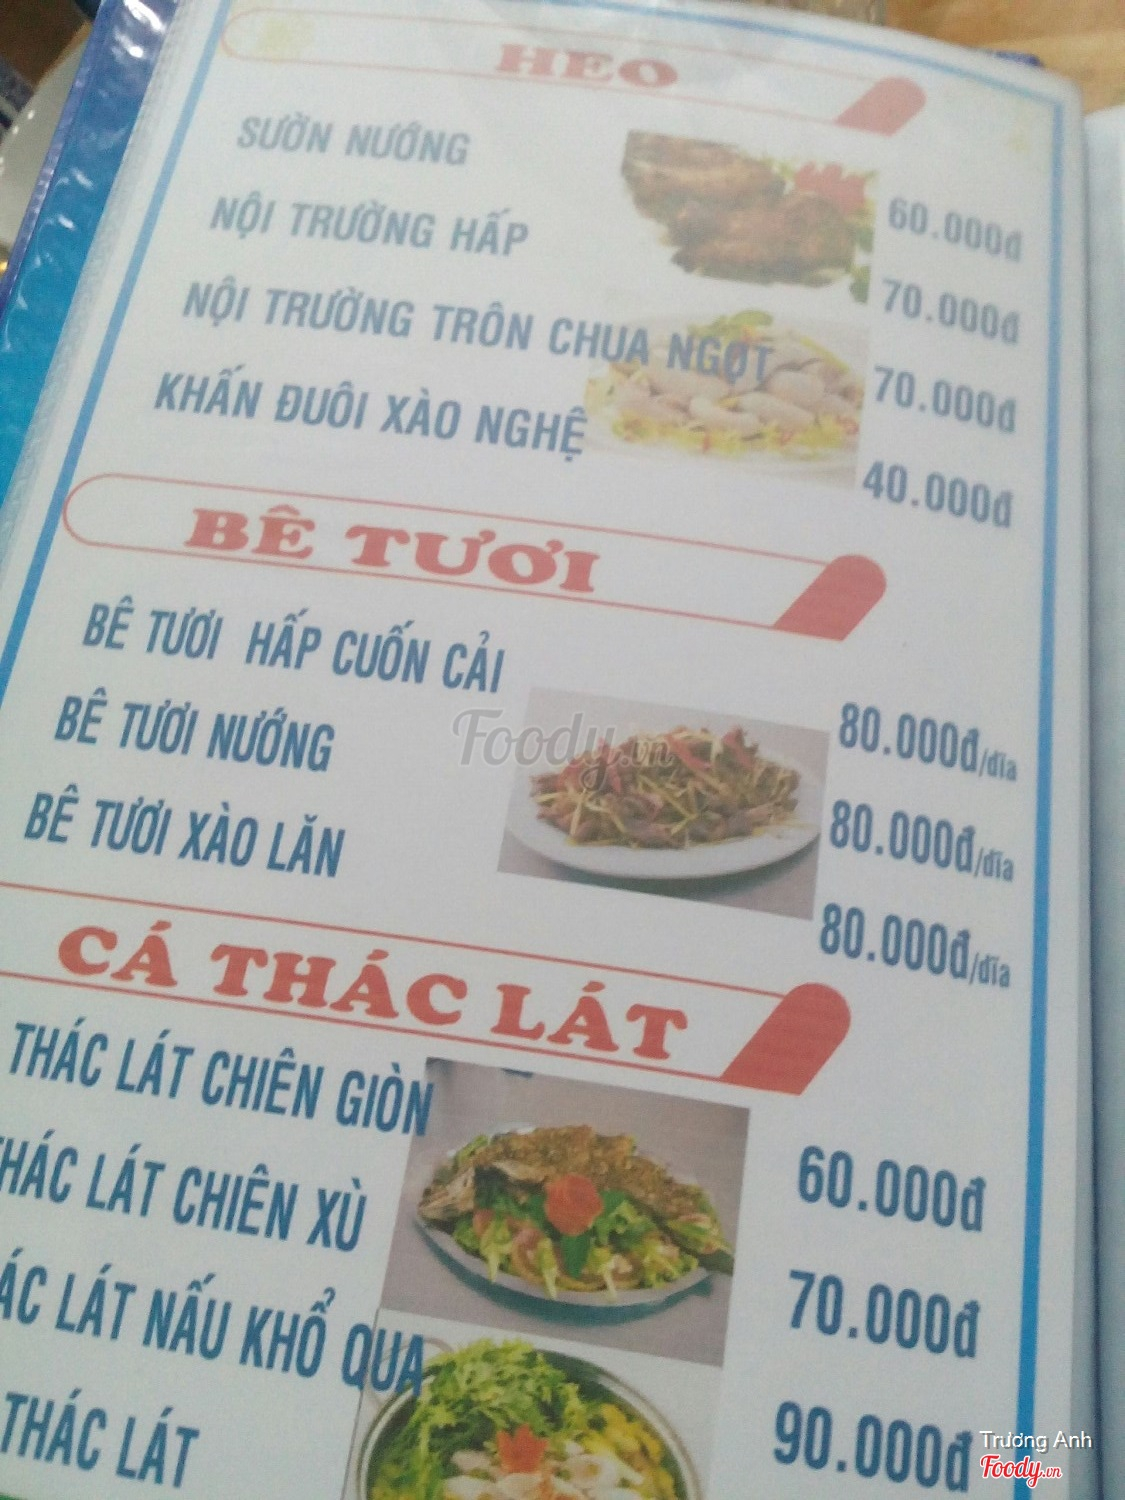 HEO
SƯỜN NƯỚNG 60.000đ
NỘI TRƯỜNG HẤP 70.000đ
NỘI TRƯỜNG TRÔN CHUA NGỌT 70.000đ
KHẤN ĐUÔI XÀO NGHỆ 40.000đ
BÊ TƯƠI
BÊ TƯƠI HẤP CUỐN CẢI 80.000đ/dĩa
BÊ TƯƠI NƯỚNG 80.000đ/dĩa
BÊ TƯƠI XÀO LĂN 80.000đ/dĩa
Foody.vn
CÁ THÁC LÁT
THÁC LÁT CHIÊN GIÒN 60.000đ
THÁC LÁT CHIÊN XÙ 70.000đ
ÁC LÁT NẤU KHỔ QUA 90.000đ
THÁC LÁT
Trương Anh
Foody.vn